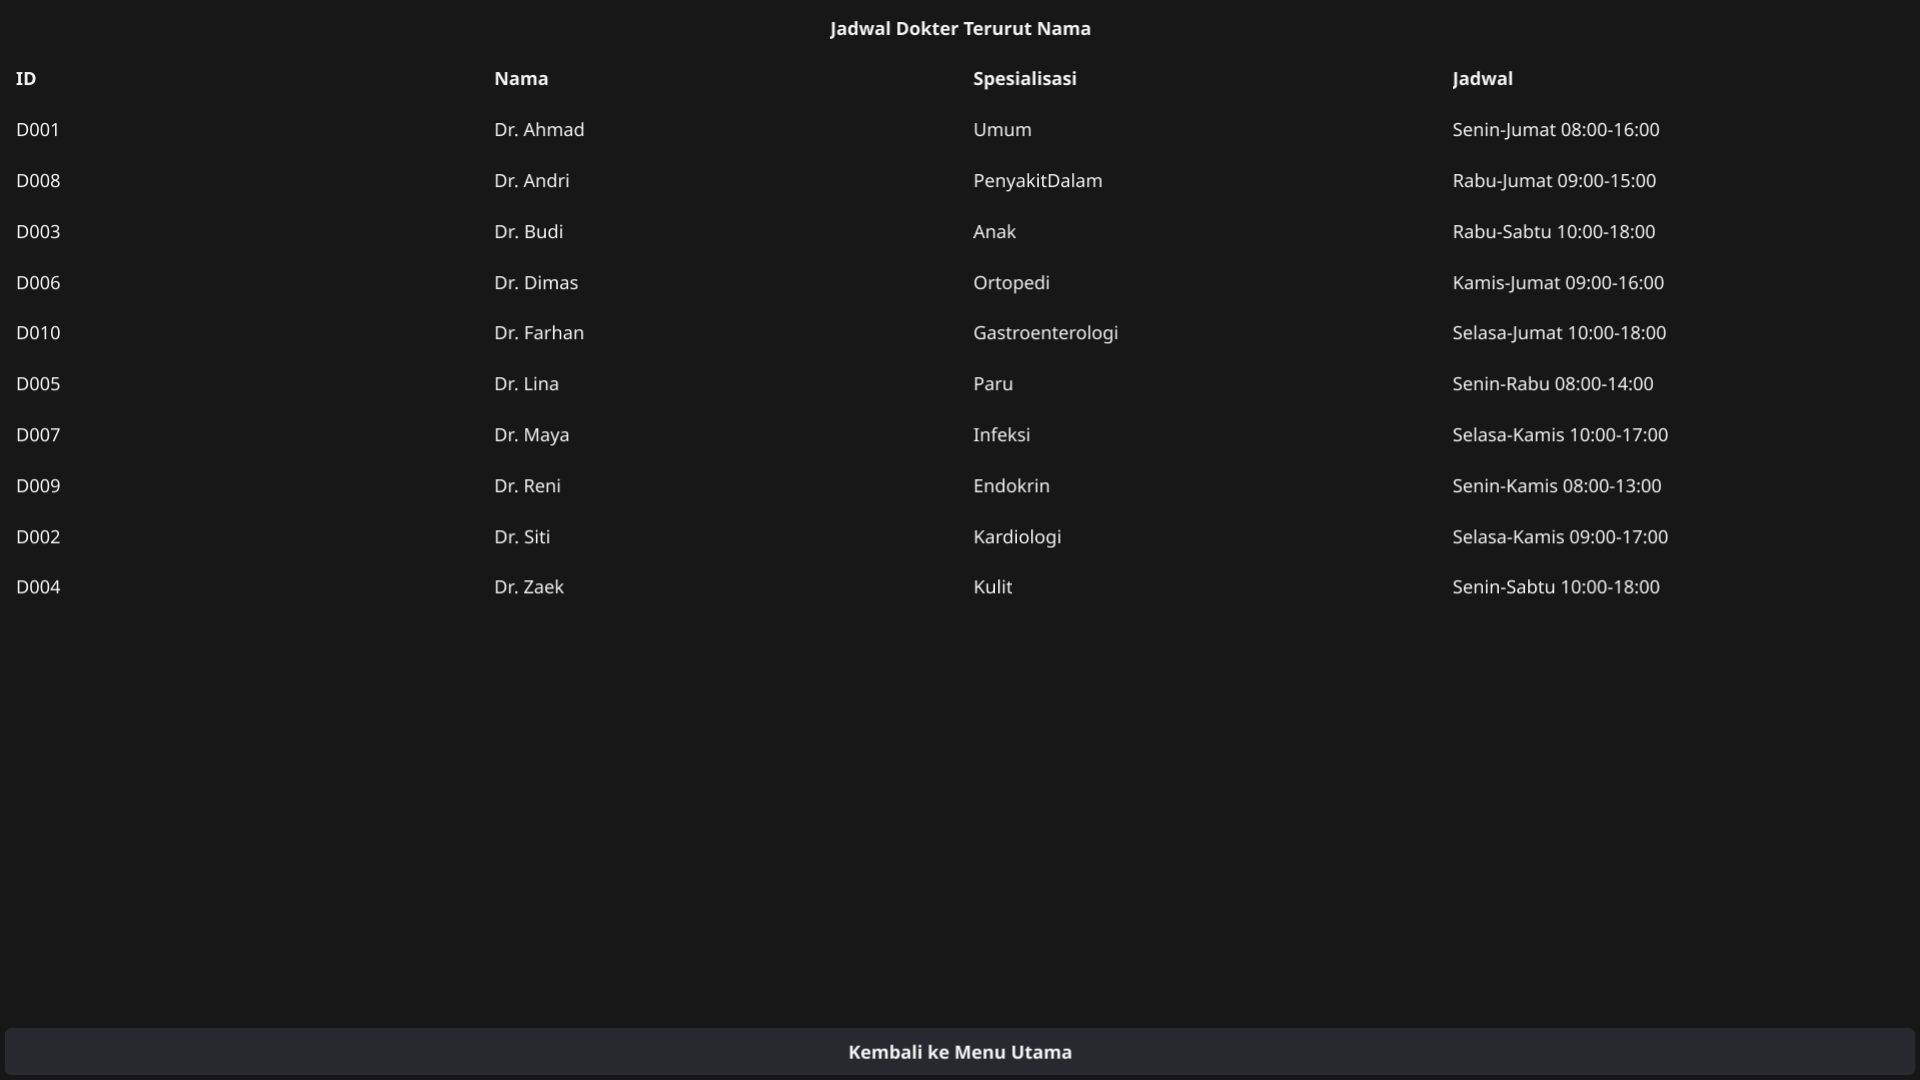 Jadwal Dokter Terurut Nama
ID Nama Spesialisasi Jadwal
D001 Dr. Ahmad Umum Senin-Jumat 08:00-16:00
D008 Dr. Andri PenyakitDalam Rabu-Jumat 09:00-15:00
D003 Dr. Budi Anak Rabu-Sabtu 10:00-18:00
D006 Dr. Dimas Ortopedi Kamis-Jumat 09:00-16:00
D010 Dr. Farhan Gastroenterologi Selasa-Jumat 10:00-18:00
D005 Dr. Lina Paru Senin-Rabu 08:00-14:00
D007 Dr. Maya Infeksi Selasa-Kamis 10:00-17:00
D009 Dr. Reni Endokrin Senin-Kamis 08:00-13:00
D002 Dr. Siti Kardiologi Selasa-Kamis 09:00-17:00
D004 Dr. Zaek Kulit Senin-Sabtu 10:00-18:00
Kembali ke Menu Utama